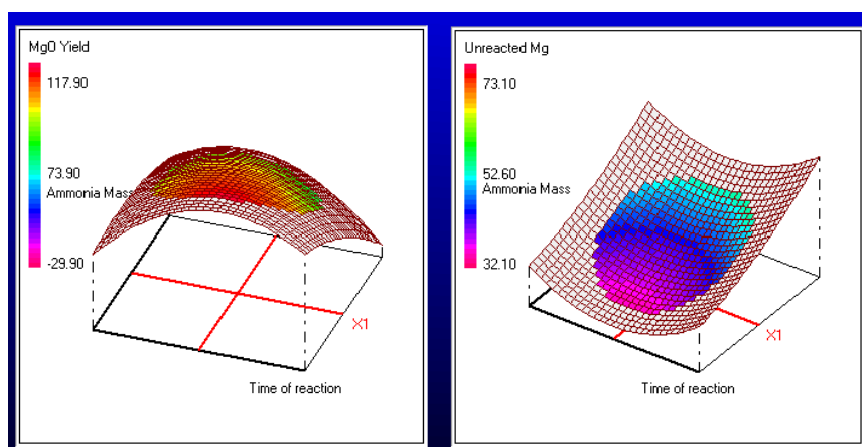 MgO Yield
117.90
73.90
Ammonia Mass
-29.90
X1
Time of reaction
Unreacted Mg
73.10
52.60
Ammonia Mass
32.10
X1
Time of reaction